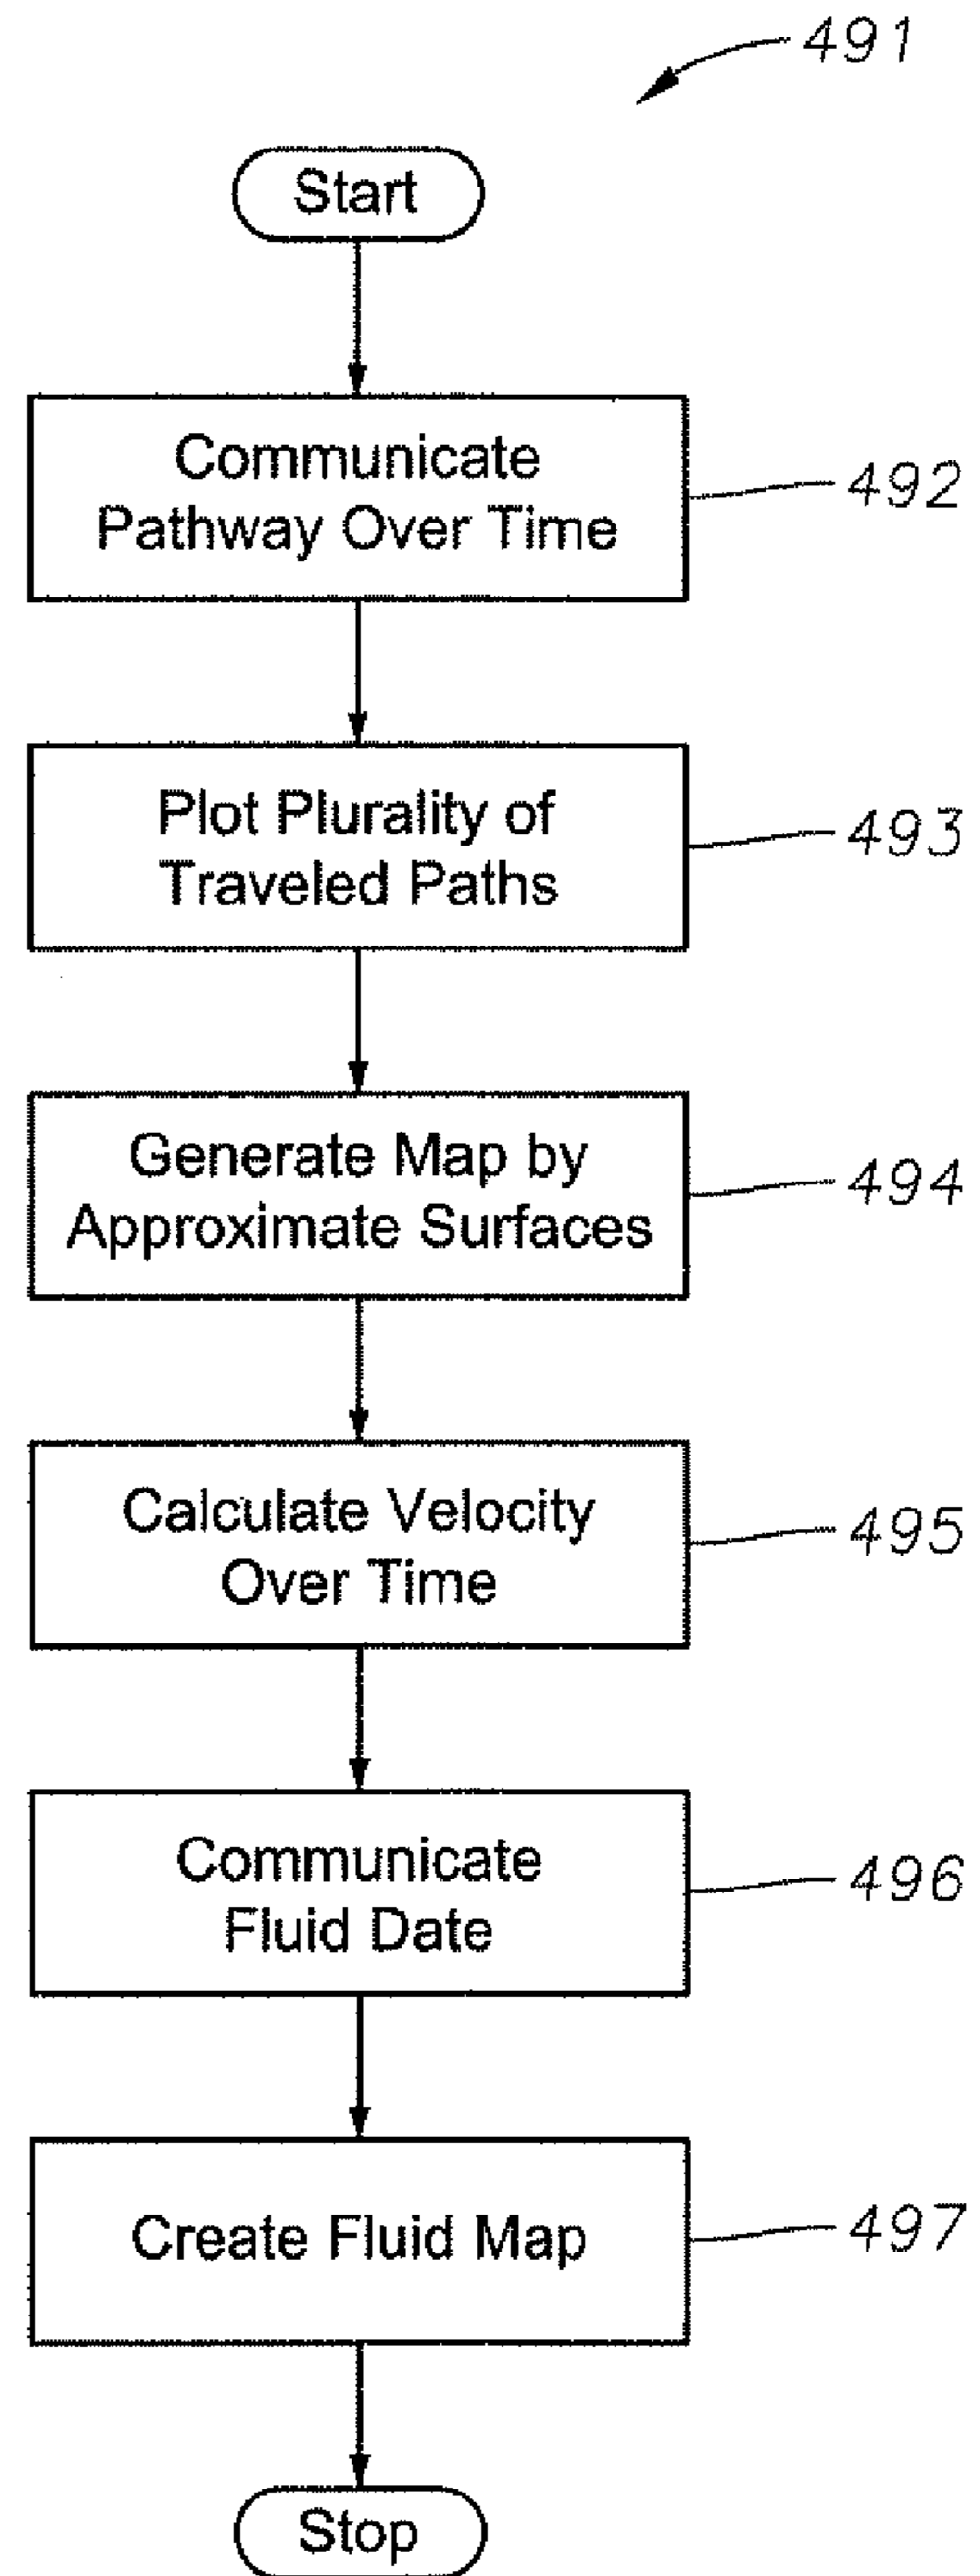 491
Start
Communicate
Pathway Over Time
492
Plot Plurality of
Traveled Paths
493
Generate Map by
Approximate Surfaces
494
Calculate Velocity
Over Time
495
Communicate
Fluid Date
496
Create Fluid Map
497
Stop